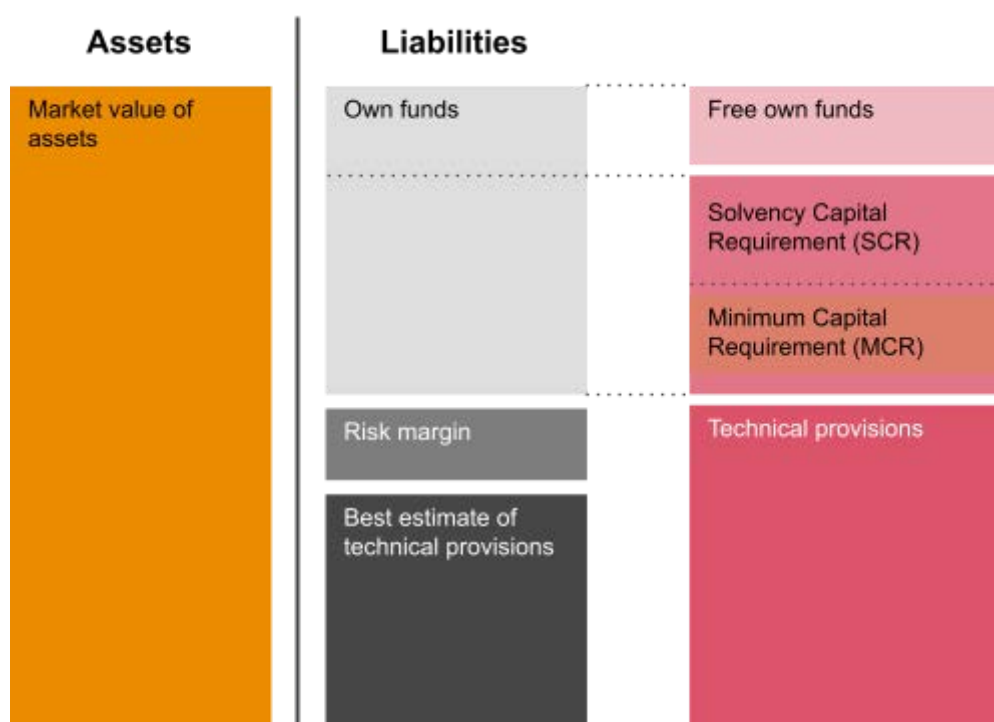 Assets
Liabilities
Market value of
assets
Own funds
Free own funds
Solvency Capital
Requirement (SCR)
Minimum Capital
Requirement (MCR)
Risk margin
Technical provisions
Best estimate of
technical provisions